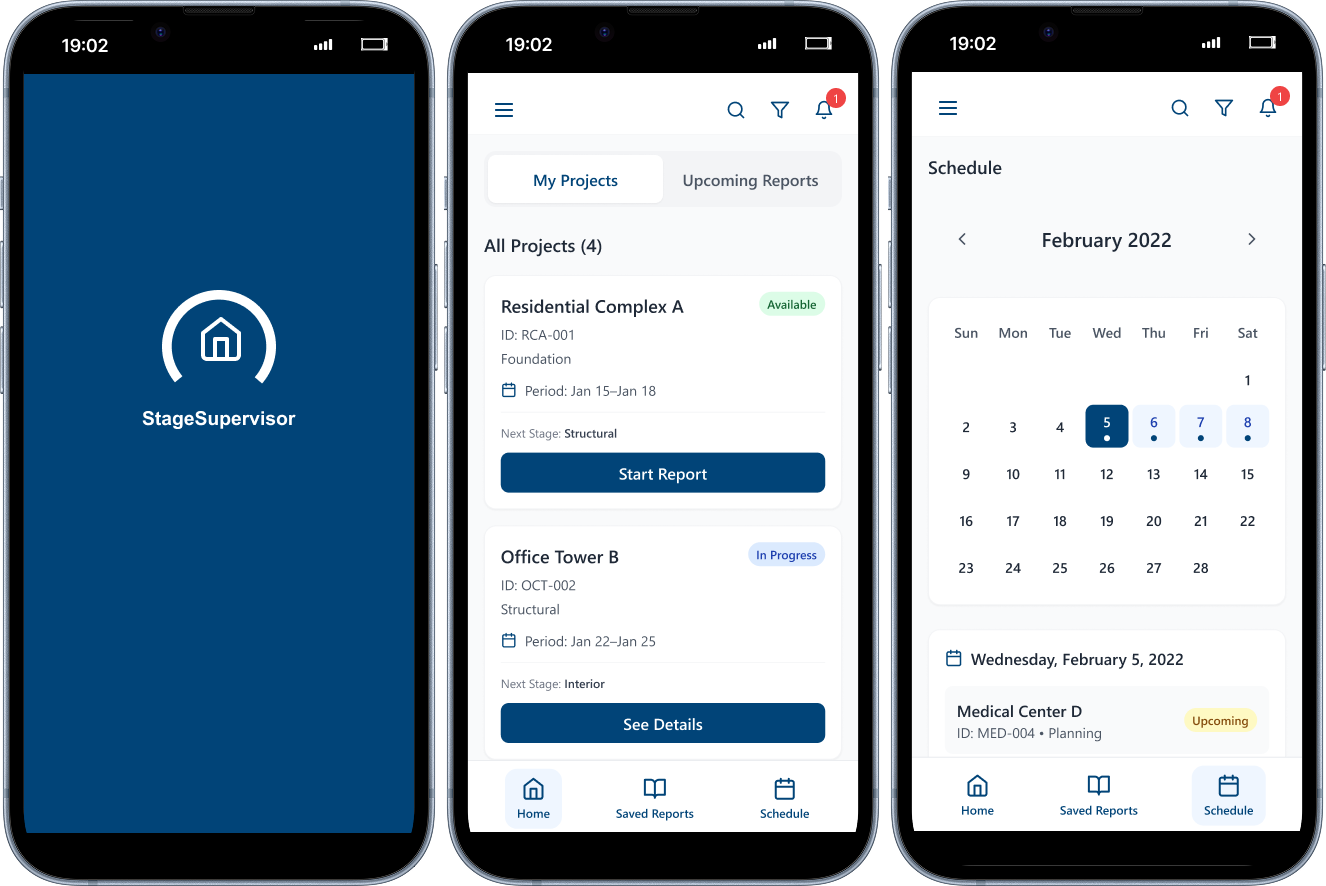 19:02
StageSupervisor
19:02
1
My Projects
Upcoming Reports
All Projects (4)
Residential Complex A
Available
ID: RCA-001
Foundation
Period: Jan 15–Jan 18
Next Stage: Structural
Start Report
Office Tower B
In Progress
ID: OCT-002
Structural
Period: Jan 22–Jan 25
Next Stage: Interior
See Details
Home
Saved Reports
Schedule
19:02
1
Schedule
February 2022
Sun Mon Tue Wed Thu Fri Sat
1
2 3 4 5 6 7 8
9 10 11 12 13 14 15
16 17 18 19 20 21 22
23 24 25 26 27 28
Wednesday, February 5, 2022
Medical Center D
Upcoming
ID: MED-004 • Planning
Home
Saved Reports
Schedule